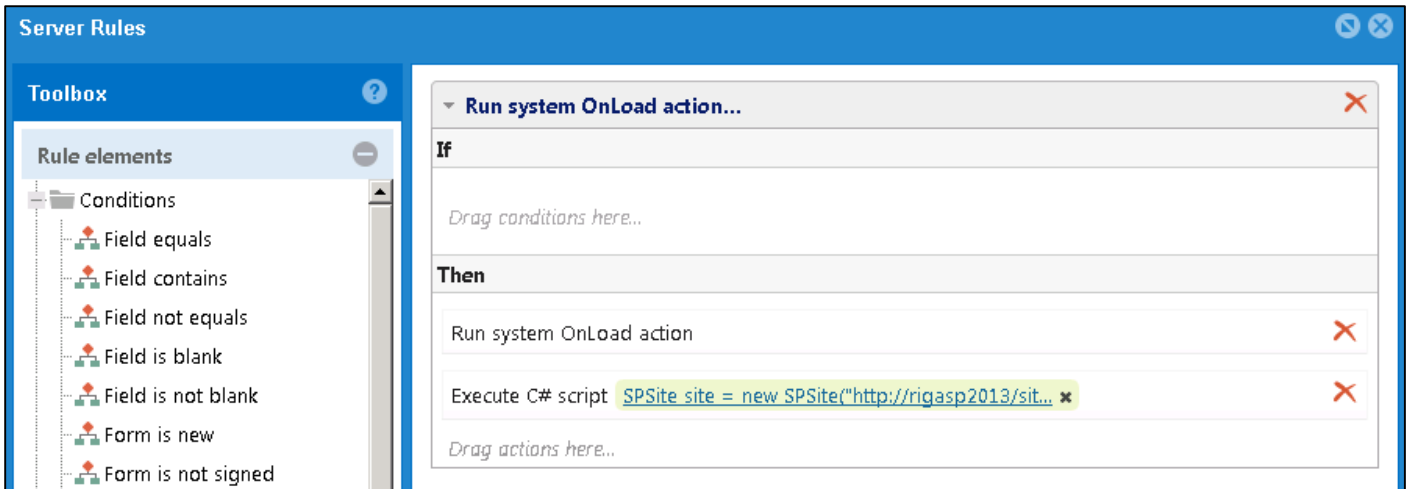 Server Rules
Toolbox
?
Rule elements
Conditions
Field equals
Field contains
Field not equals
Field is blank
Field is not blank
Form is new
Form is not signed
Run system OnLoad action...
If
Drag conditions here...
Then
Run system OnLoad action
Execute C# script SPSite site = new SPSite("http://rigasp2013/sit...
Drag actions here...